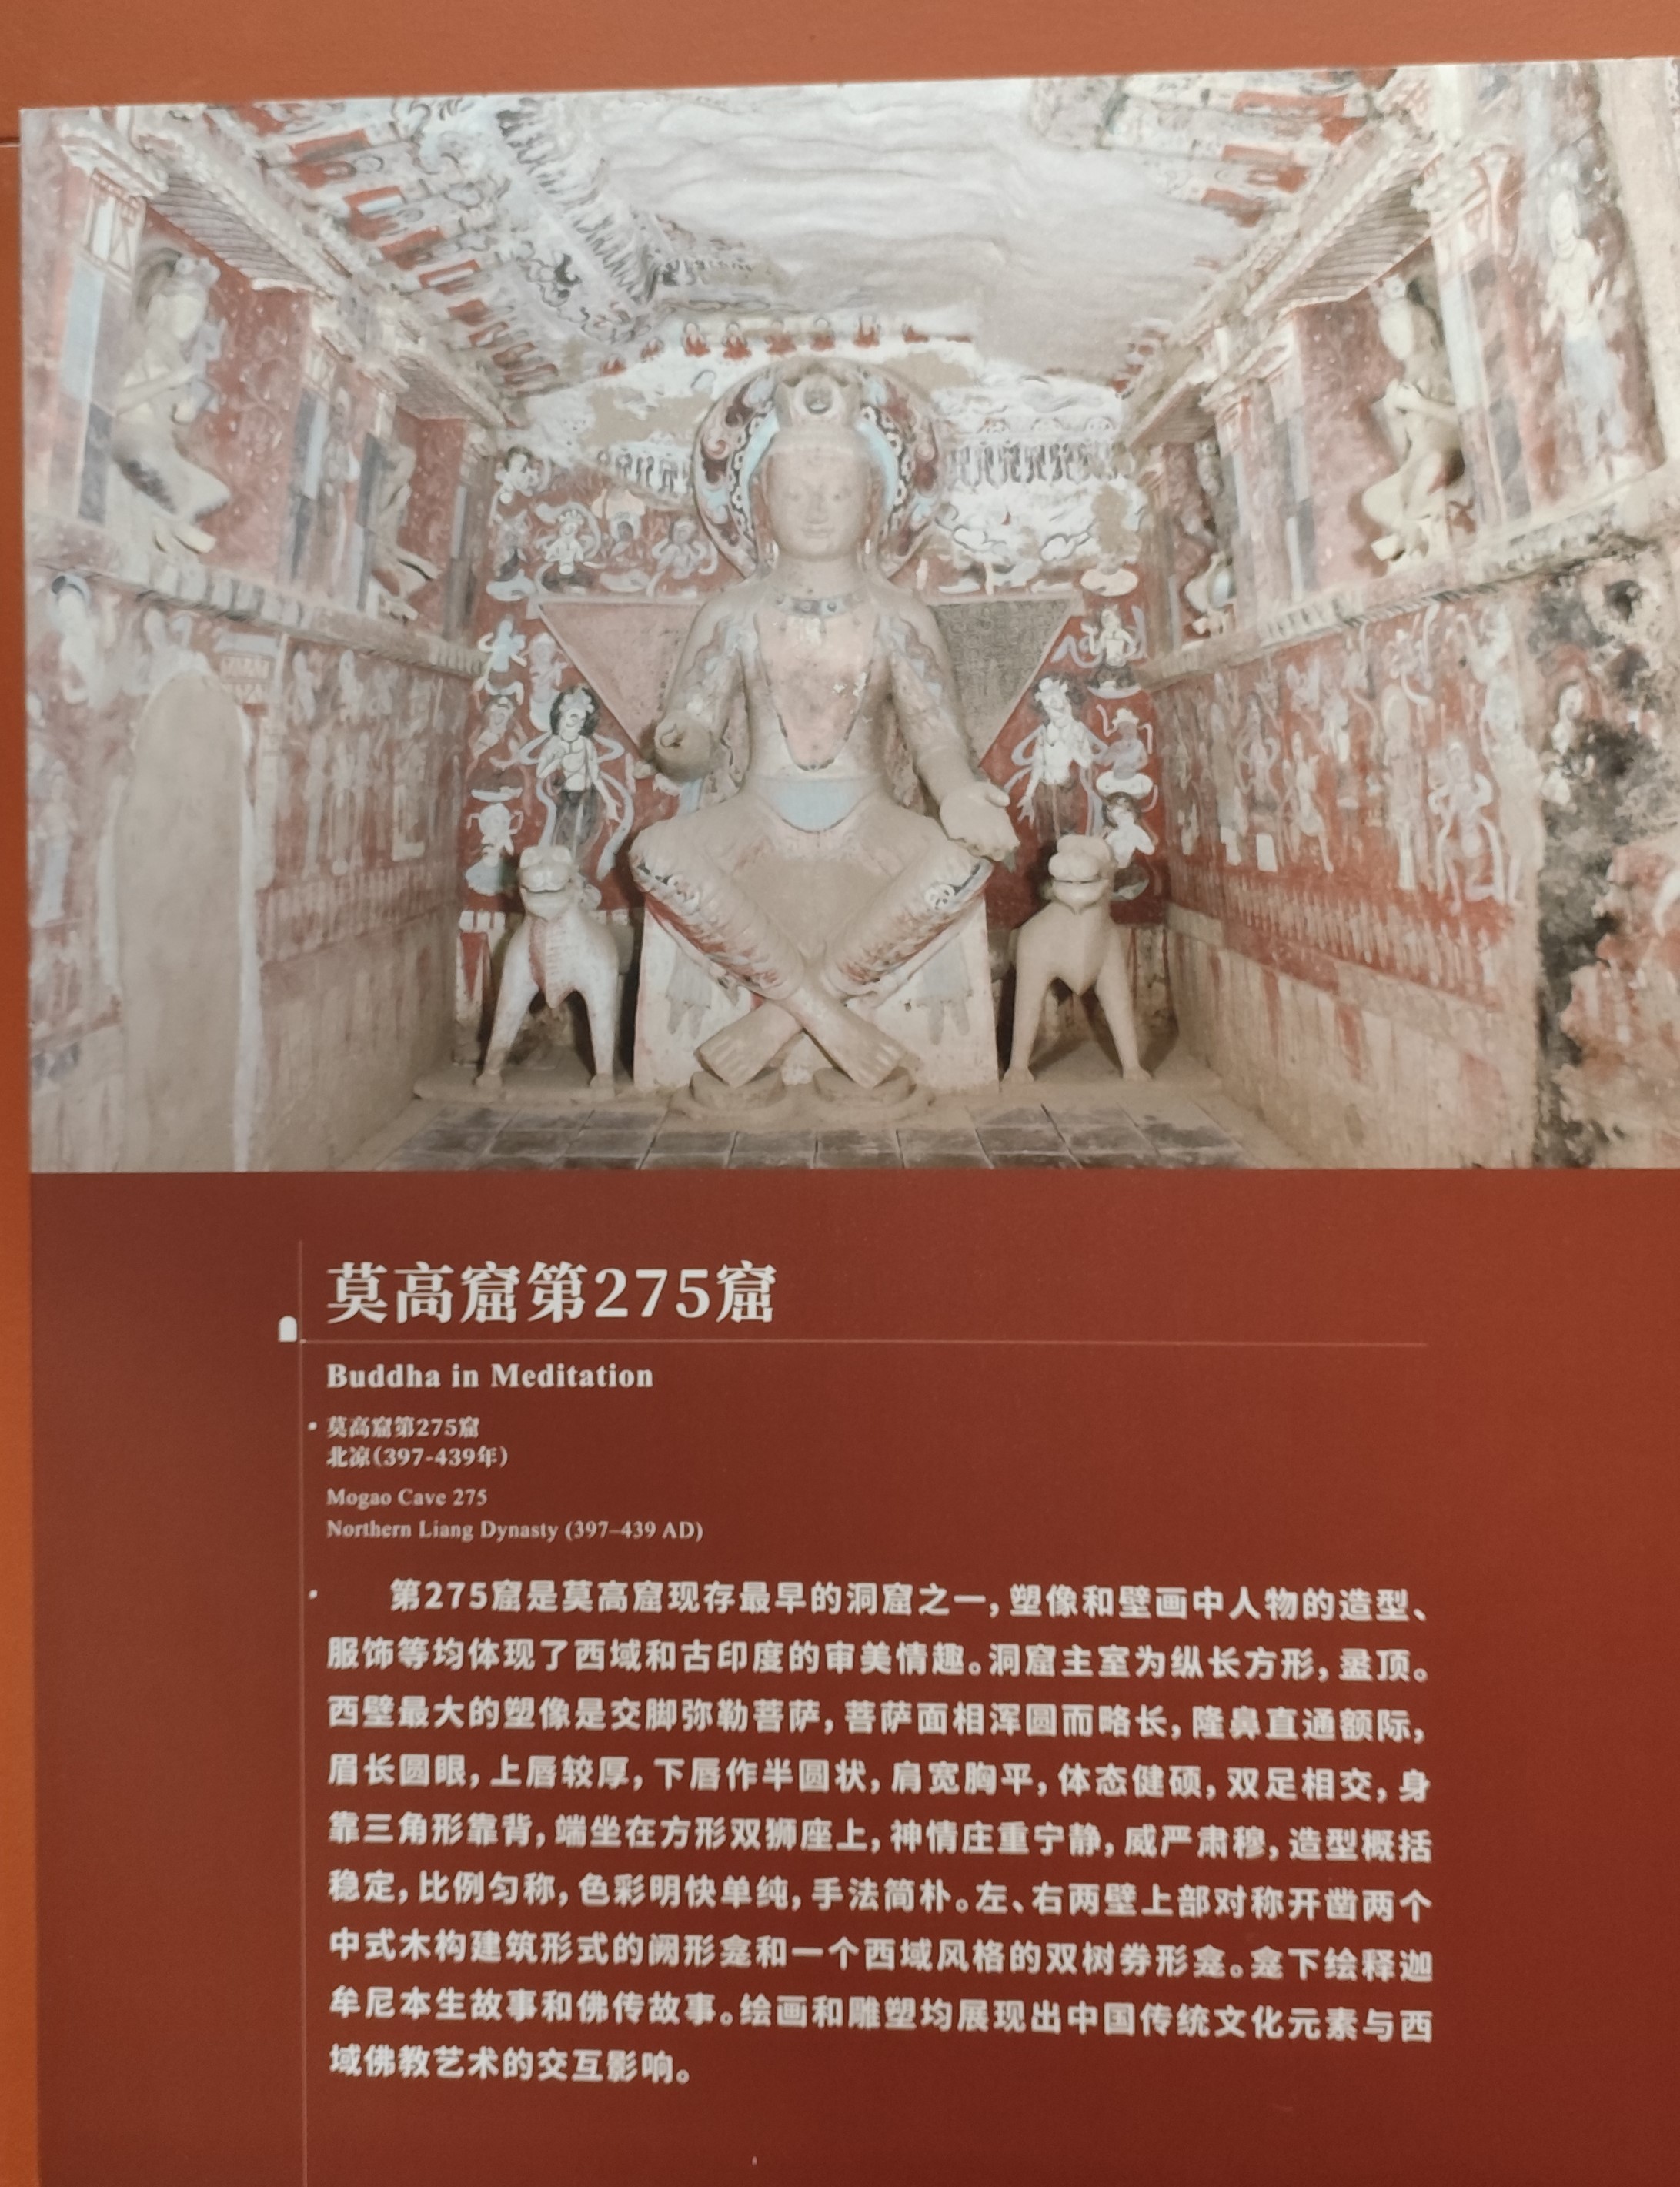 莫高窟第275窟
Buddha in Meditation
莫高窟第275窟
北凉(397-439年)
Mogao Cave 275
Northern Liang Dynasty (397–439 AD)
第275窟是莫高窟现存最早的洞窟之一,塑像和壁画中人物的造型、
服饰等均体现了西域和古印度的审美情趣。洞窟主室为纵长方形,盝顶。
西壁最大的塑像是交脚弥勒菩萨,菩萨面相浑圆而略长,隆鼻直通额际,
眉长圆眼,上唇较厚,下唇作半圆状,肩宽胸平,体态健硕,双足相交,身
靠三角形靠背,端坐在方形双狮座上,神情庄重宁静,威严肃穆,造型概括
稳定,比例匀称,色彩明快单纯,手法简朴。左、右两壁上部对称开凿两个
中式木构建筑形式的阙形龛和一个西域风格的双树券形龛。龛下绘释迦
牟尼本生故事和佛传故事。绘画和雕塑均展现出中国传统文化元素与西
域佛教艺术的交互影响。